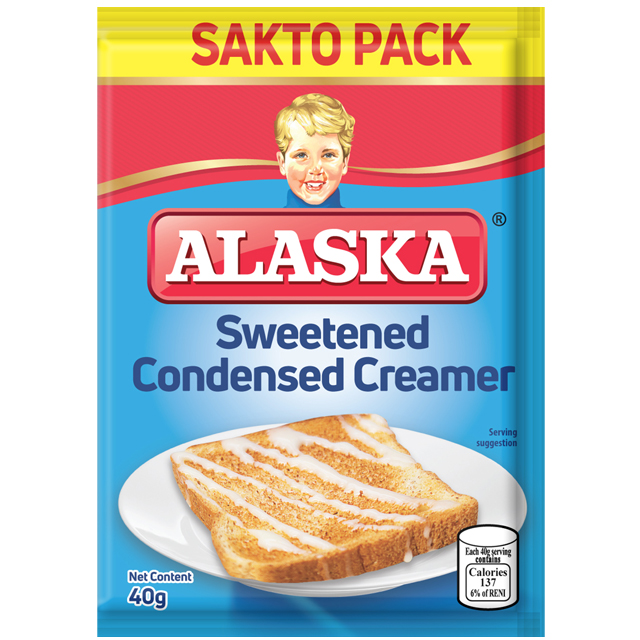 SAKTO PACK
ALASKA
®
Sweetened
Condensed Creamer
Serving
suggestion
Each 40g serving
contains
Calories
137
6% of RENI
Net Content
40g